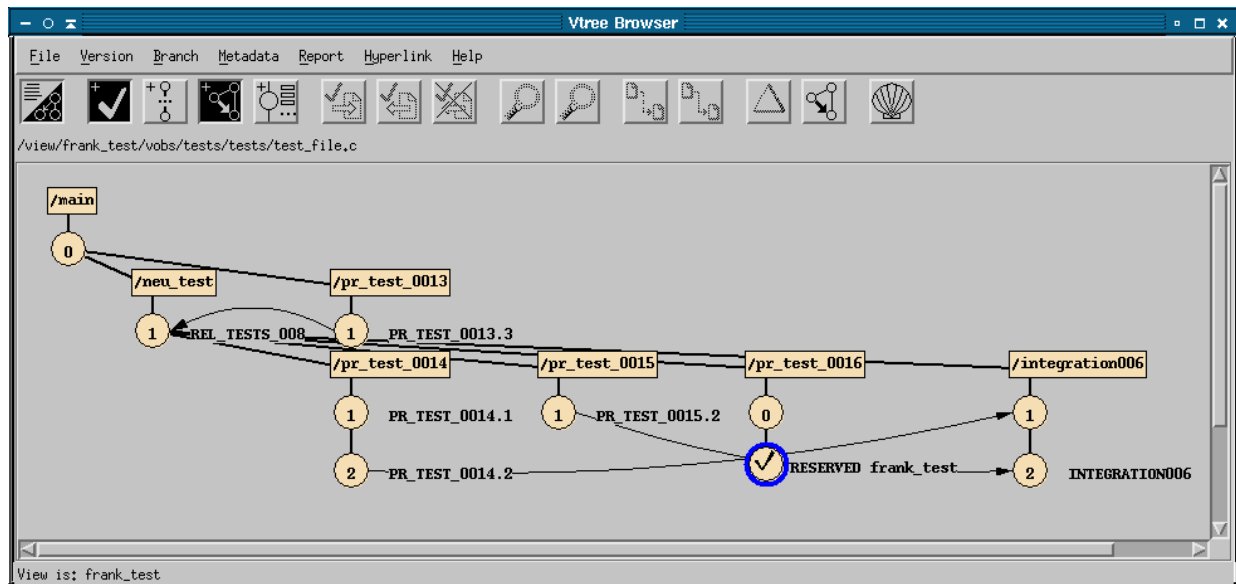 Vtree Browser
File Version Branch Metadata Report Hyperlink Help
/view/frank_test/vobs/tests/tests/test_file.c
/main
0
/neu_test /pr_test_0013
1 REL_TESTS_008 1 PR_TEST_0013.3
/pr_test_0014 /pr_test_0015 /pr_test_0016 /integration006
1 PR_TEST_0014.1 1 PR_TEST_0015.2 0 1
2 PR_TEST_0014.2 RESERVED frank_test 2 INTEGRATION006
View is: frank_test